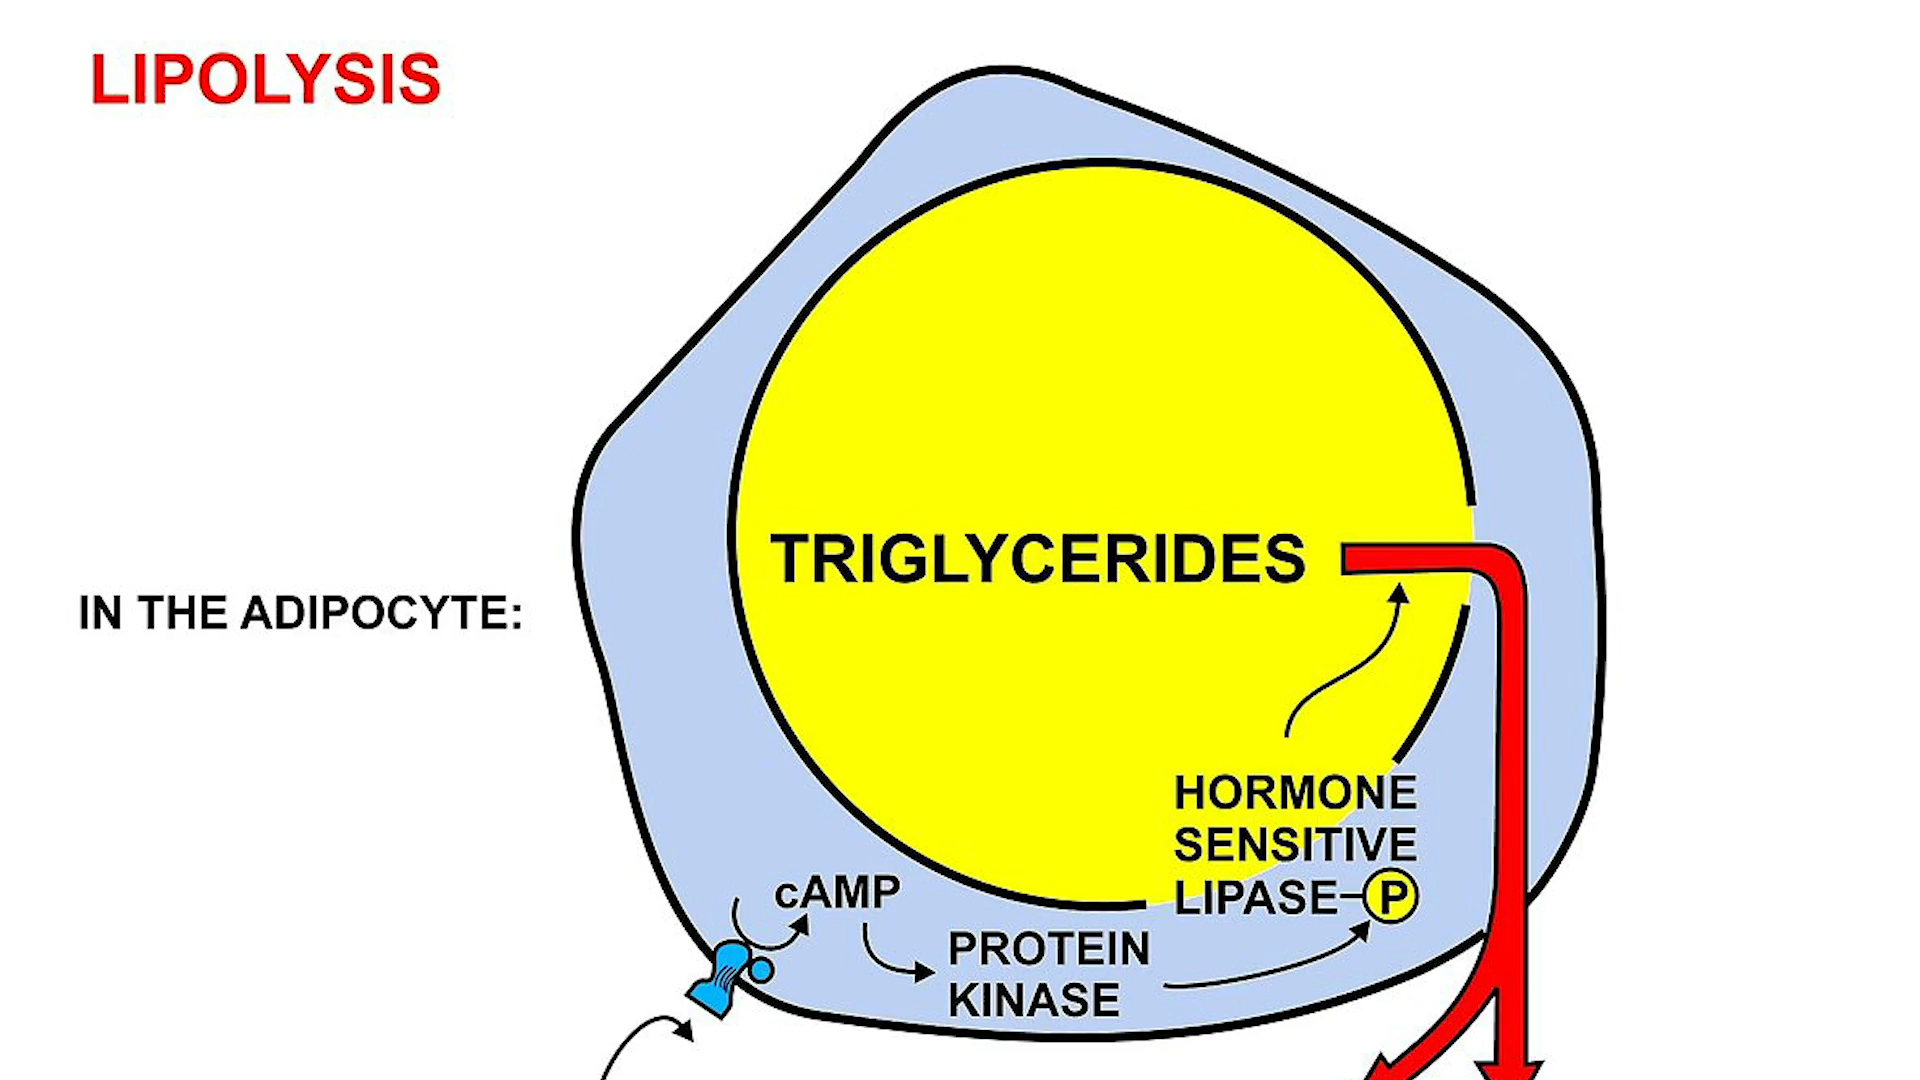 LIPOLYSIS
TRIGLYCERIDES
IN THE ADIPOCYTE:
HORMONE
SENSITIVE
LIPASE-P
cAMP
PROTEIN
KINASE